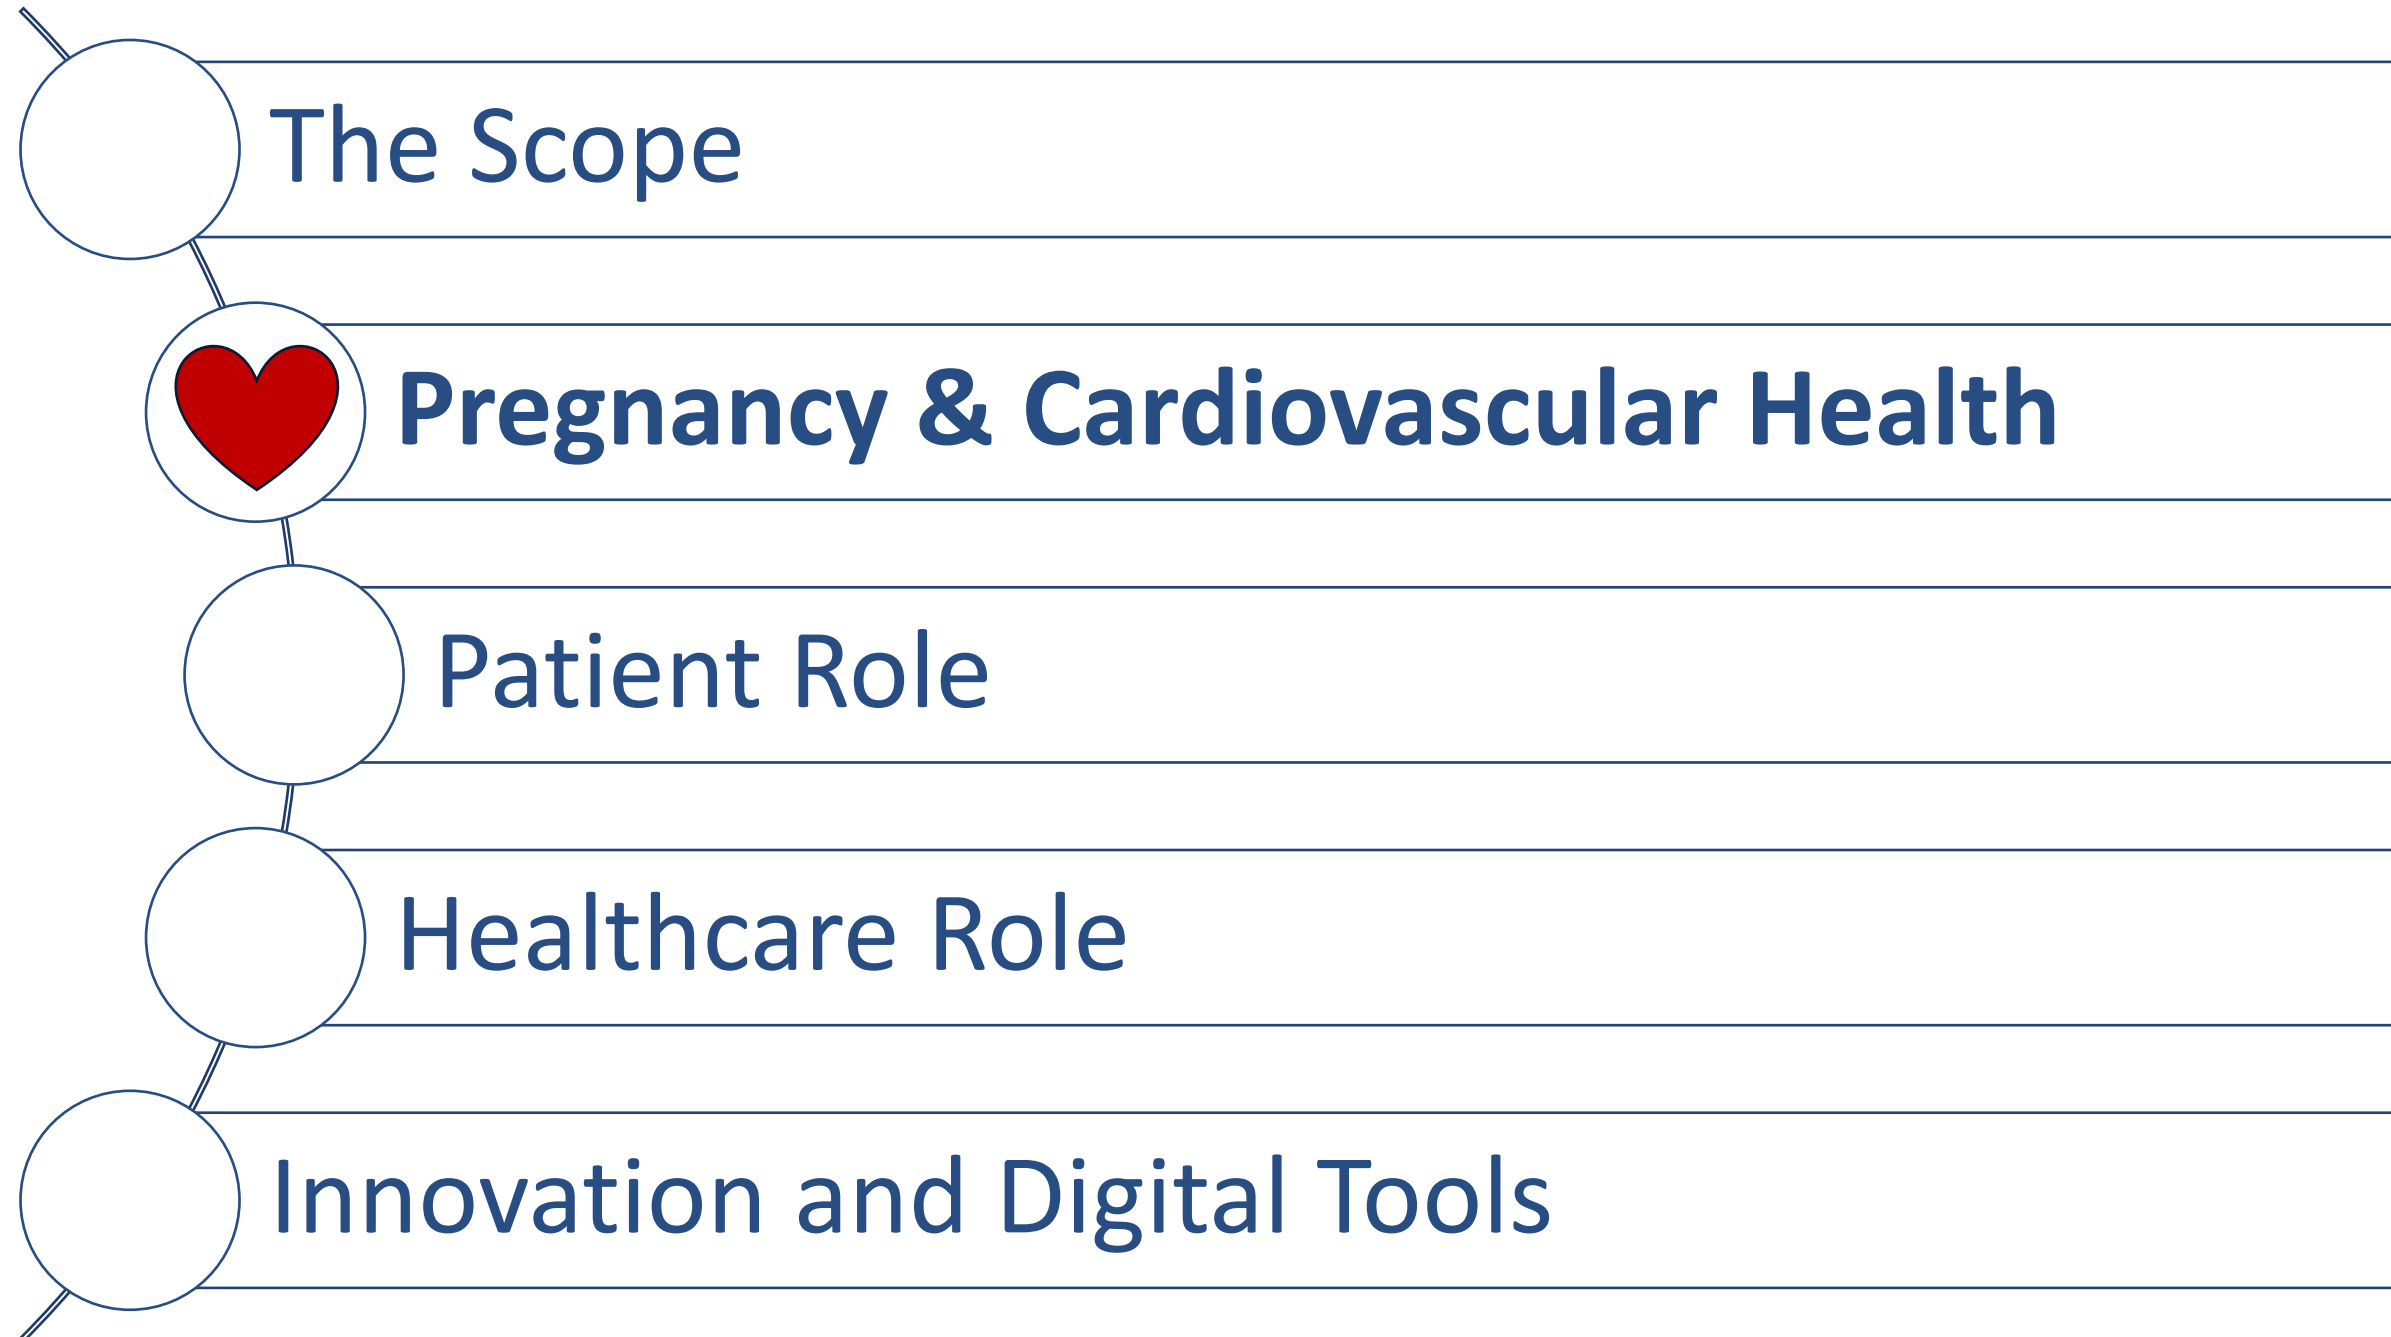 The Scope
Pregnancy & Cardiovascular Health
Patient Role
Healthcare Role
Innovation and Digital Tools